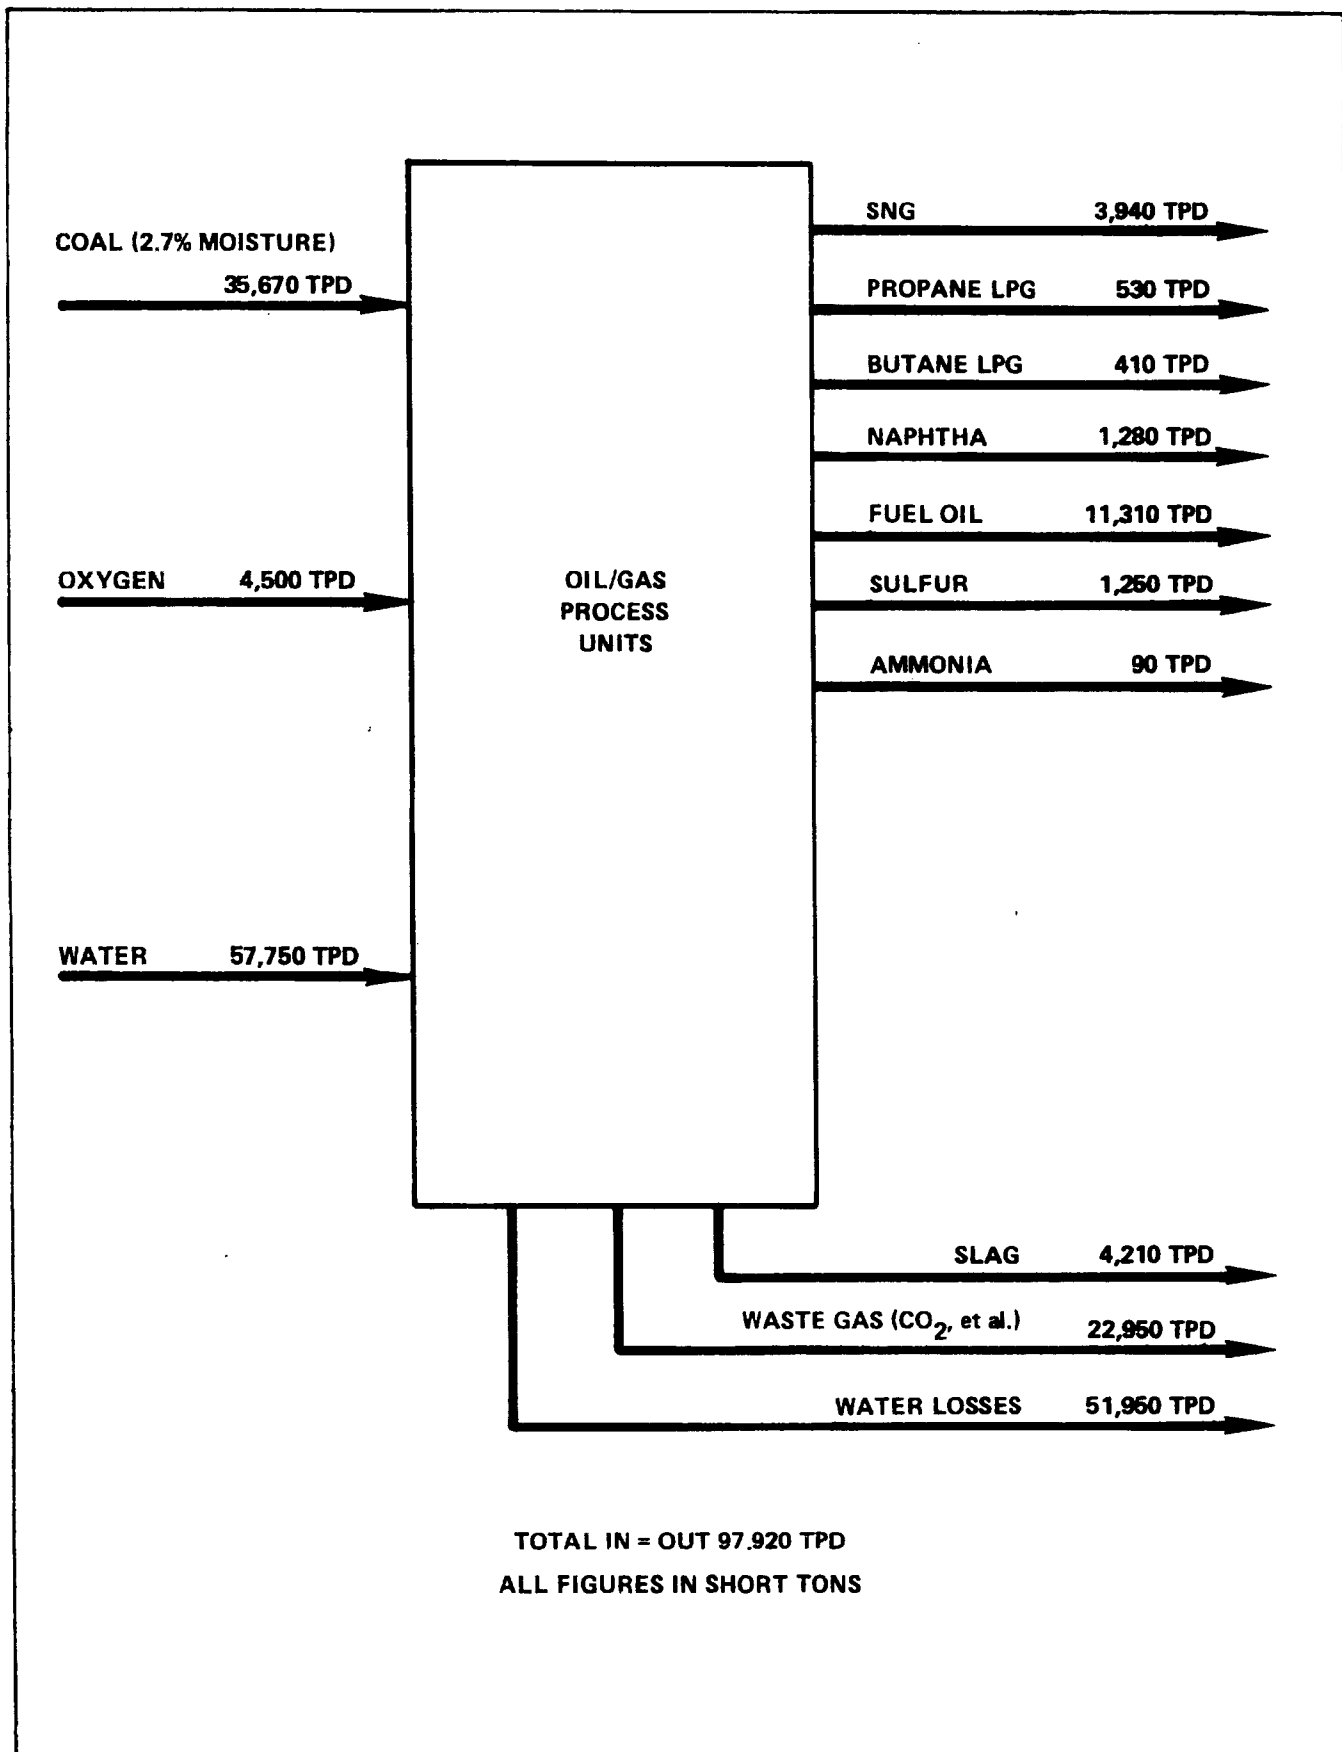 COAL (2.7% MOISTURE)
35,670 TPD
OXYGEN 4,500 TPD
WATER 57,750 TPD
OIL/GAS
PROCESS
UNITS
SNG 3,940 TPD
PROPANE LPG 530 TPD
BUTANE LPG 410 TPD
NAPHTHA 1,280 TPD
FUEL OIL 11,310 TPD
SULFUR 1,250 TPD
AMMONIA 90 TPD
SLAG 4,210 TPD
WASTE GAS (CO2, et al.) 22,950 TPD
WATER LOSSES 51,950 TPD
TOTAL IN = OUT 97.920 TPD
ALL FIGURES IN SHORT TONS